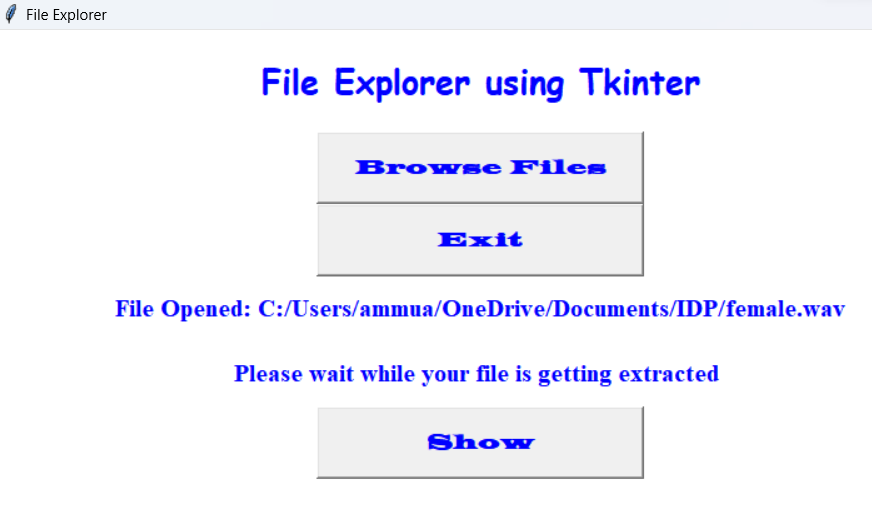 File Explorer
File Explorer using Tkinter
Browse Files
Exit
File Opened: C:/Users/ammua/OneDrive/Documents/IDP/female.wav
Please wait while your file is getting extracted
Show